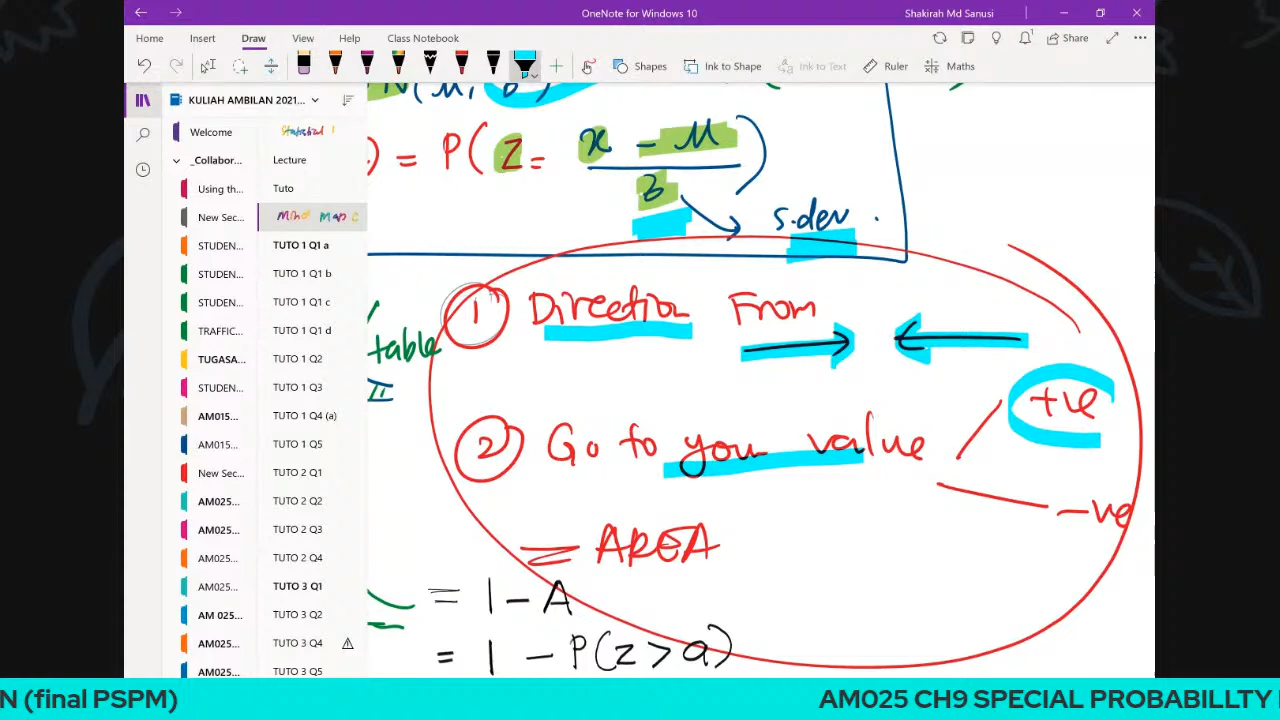 OneNote for Windows 10
Shakirah Md Sanusi
Home Insert Draw View Help Class Notebook
Share
Shapes Ink to Shape Ink to Text Ruler Maths
KULIAH AMBILAN 2021...
Welcome
_Collabor...
Using th...
New Sec...
STUDEN...
STUDEN...
STUDEN...
TRAFFIC...
TUGASA...
STUDEN...
AM015...
AM015...
New Sec...
AM025...
AM025...
AM025...
AM025...
AM 025...
AM025...
AM025...
Lecture
Tuto
Mind Map C
TUTO 1 Q1 a
TUTO 1 Q1 b
TUTO 1 Q1 c
TUTO 1 Q1 d
TUTO 1 Q2
TUTO 1 Q3
TUTO 1 Q4 (a)
TUTO 1 Q5
TUTO 2 Q1
TUTO 2 Q2
TUTO 2 Q3
TUTO 2 Q4
TUTO 3 Q1
TUTO 3 Q2
TUTO 3 Q4
TUTO 3 Q5
) = P(Z = x - μ
σ )
s.dev.
table
II
1 Direction From
2 Go to your value
+ve
-ve
= AREA
= 1 - A
= 1 - P(z > a)
N (final PSPM)
AM025 CH9 SPECIAL PROBABILLTY